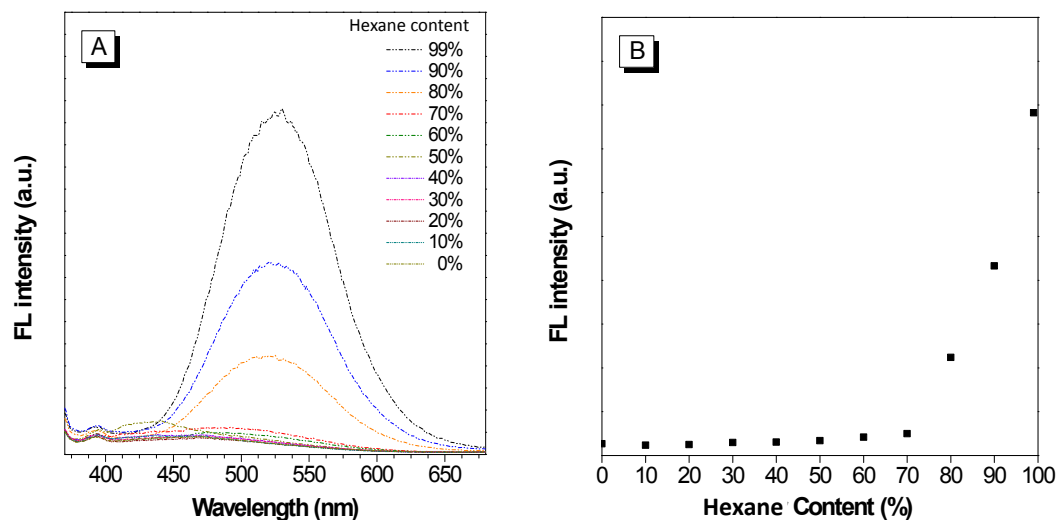 A
Hexane content
99%
90%
80%
70%
60%
50%
40%
30%
20%
10%
0%
FL intensity (a.u.)
400 450 500 550 600 650
Wavelength (nm)
B
FL intensity (a.u.)
0 10 20 30 40 50 60 70 80 90 100
Hexane Content (%)